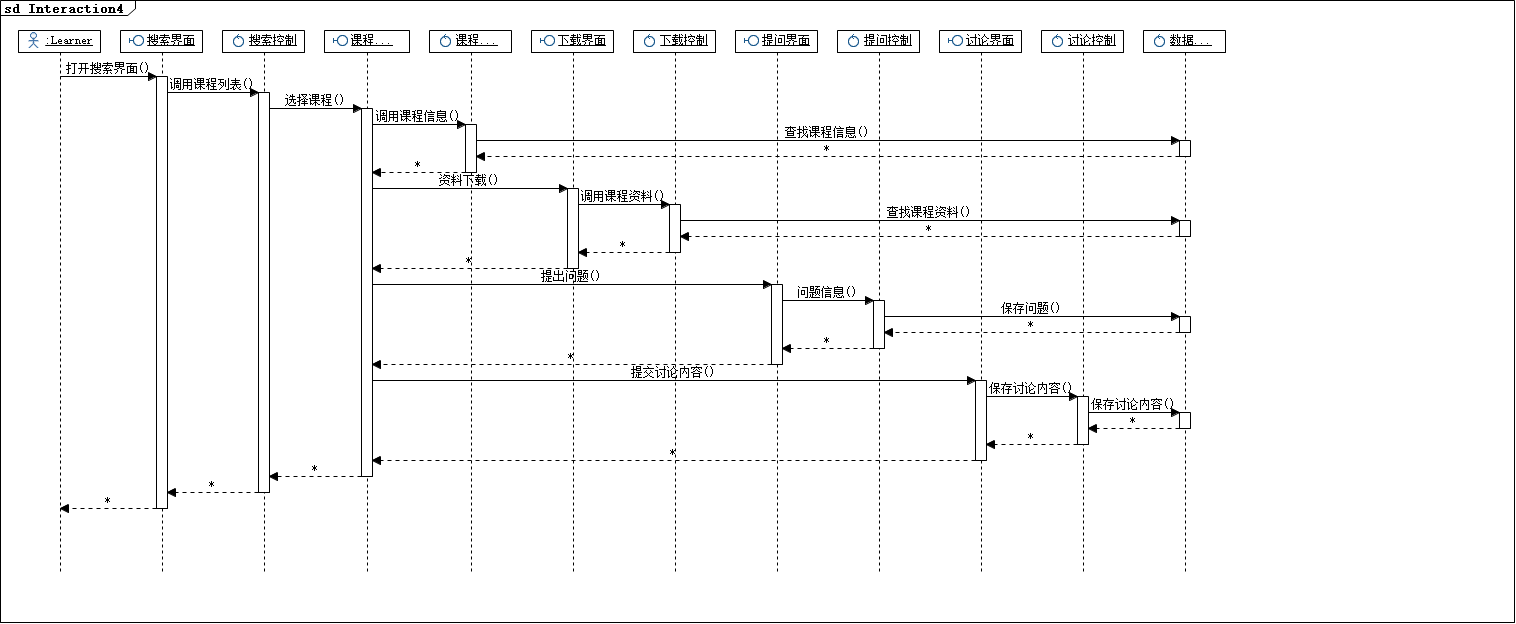 sd Interaction4
:Learner
搜索界面
搜索控制
课程...
课程...
下载界面
下载控制
提问界面
提问控制
讨论界面
讨论控制
数据...
打开搜索界面()
调用课程列表()
选择课程()
调用课程信息()
查找课程信息()
*
*
资料下载()
调用课程资料()
查找课程资料()
*
*
*
提出问题()
问题信息()
保存问题()
*
*
*
提交讨论内容()
保存讨论内容()
保存讨论内容()
*
*
*
*
*
*